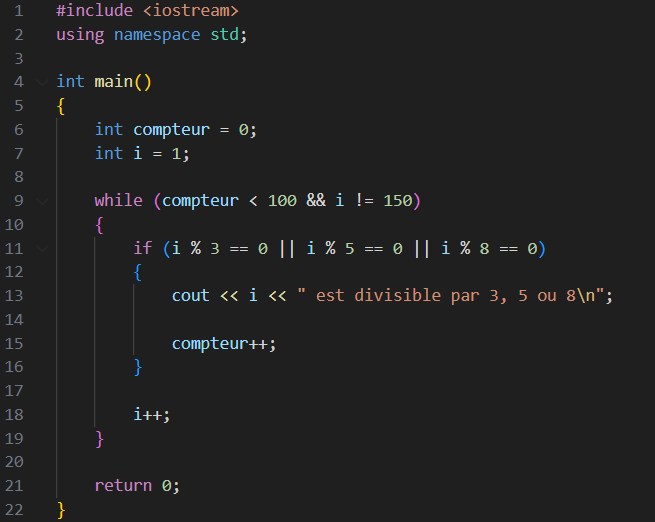 1 #include <iostream>
2 using namespace std;
3
4 int main()
5 {
6 int compteur = 0;
7 int i = 1;
8
9 while (compteur < 100 && i != 150)
10 {
11 if (i % 3 == 0 || i % 5 == 0 || i % 8 == 0)
12 {
13 cout << i << " est divisible par 3, 5 ou 8\n";
14
15 compteur++;
16 }
17
18 i++;
19 }
20
21 return 0;
22 }